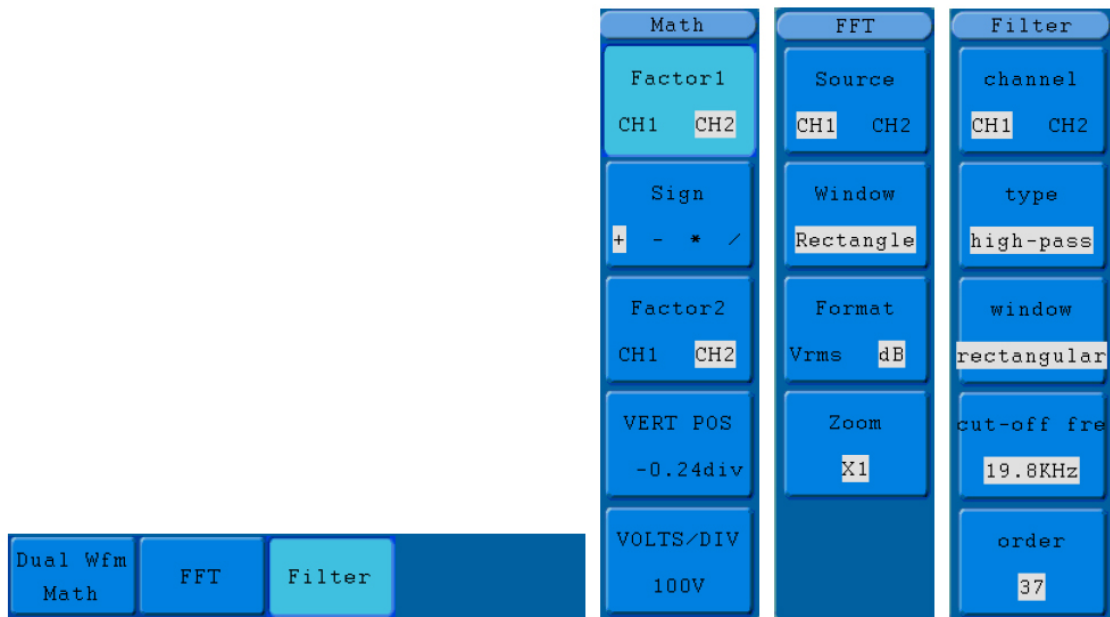 Math
Factor1
CH1 CH2
Sign
+ - * /
Factor2
CH1 CH2
VERT POS
-0.24div
VOLTS/DIV
100V
FFT
Source
CH1 CH2
Window
Rectangle
Format
Vrms dB
Zoom
X1
Filter
channel
CH1 CH2
type
high-pass
window
rectangular
cut-off fre
19.8KHz
order
37
Dual Wfm
Math
FFT
Filter